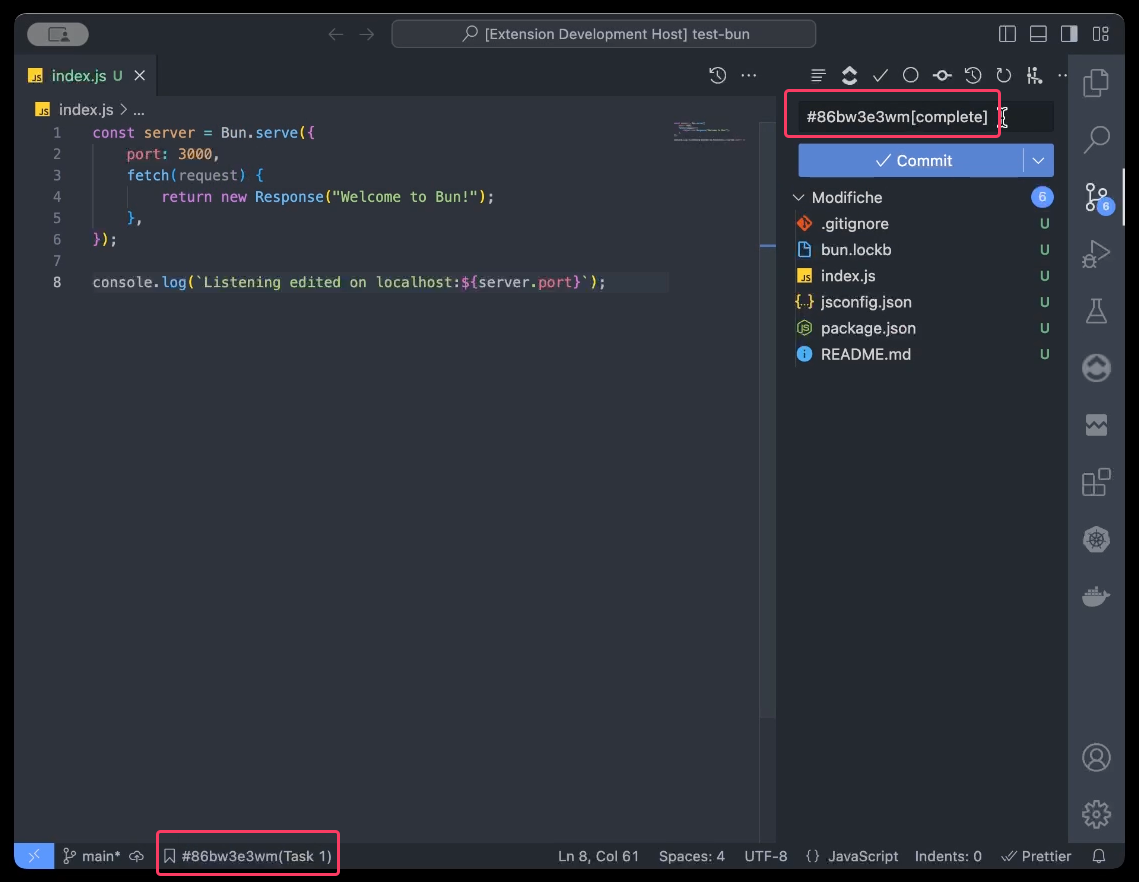 [Extension Development Host] test-bun
index.js U
index.js > ...
1 const server = Bun.serve({
2 port: 3000,
3 fetch(request) {
4 return new Response("Welcome to Bun!");
5 },
6 });
7
8 console.log(`Listening edited on localhost:${server.port}`);
#86bw3e3wm[complete]
Commit
Modifiche 6
.gitignore U
bun.lockb U
index.js U
jsconfig.json U
package.json U
README.md U
6
main* #86bw3e3wm(Task 1) Ln 8, Col 61 Spaces: 4 UTF-8 {} JavaScript Indents: 0 Prettier